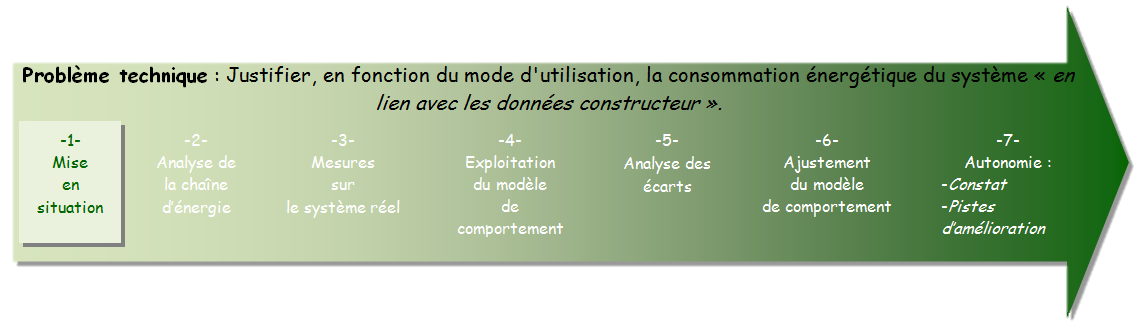 Problème technique : Justifier, en fonction du mode d'utilisation, la consommation énergétique du système « en
lien avec les données constructeur ».
-1-
Mise
en
situation
-2-
Analyse de
la chaîne
d'énergie
-3-
Mesures
sur
le système réel
-4-
Exploitation
du modèle
de
comportement
-5-
Analyse des
écarts
-6-
Ajustement
du modèle
de comportement
-7-
Autonomie :
-Constat
-Pistes
d'amélioration